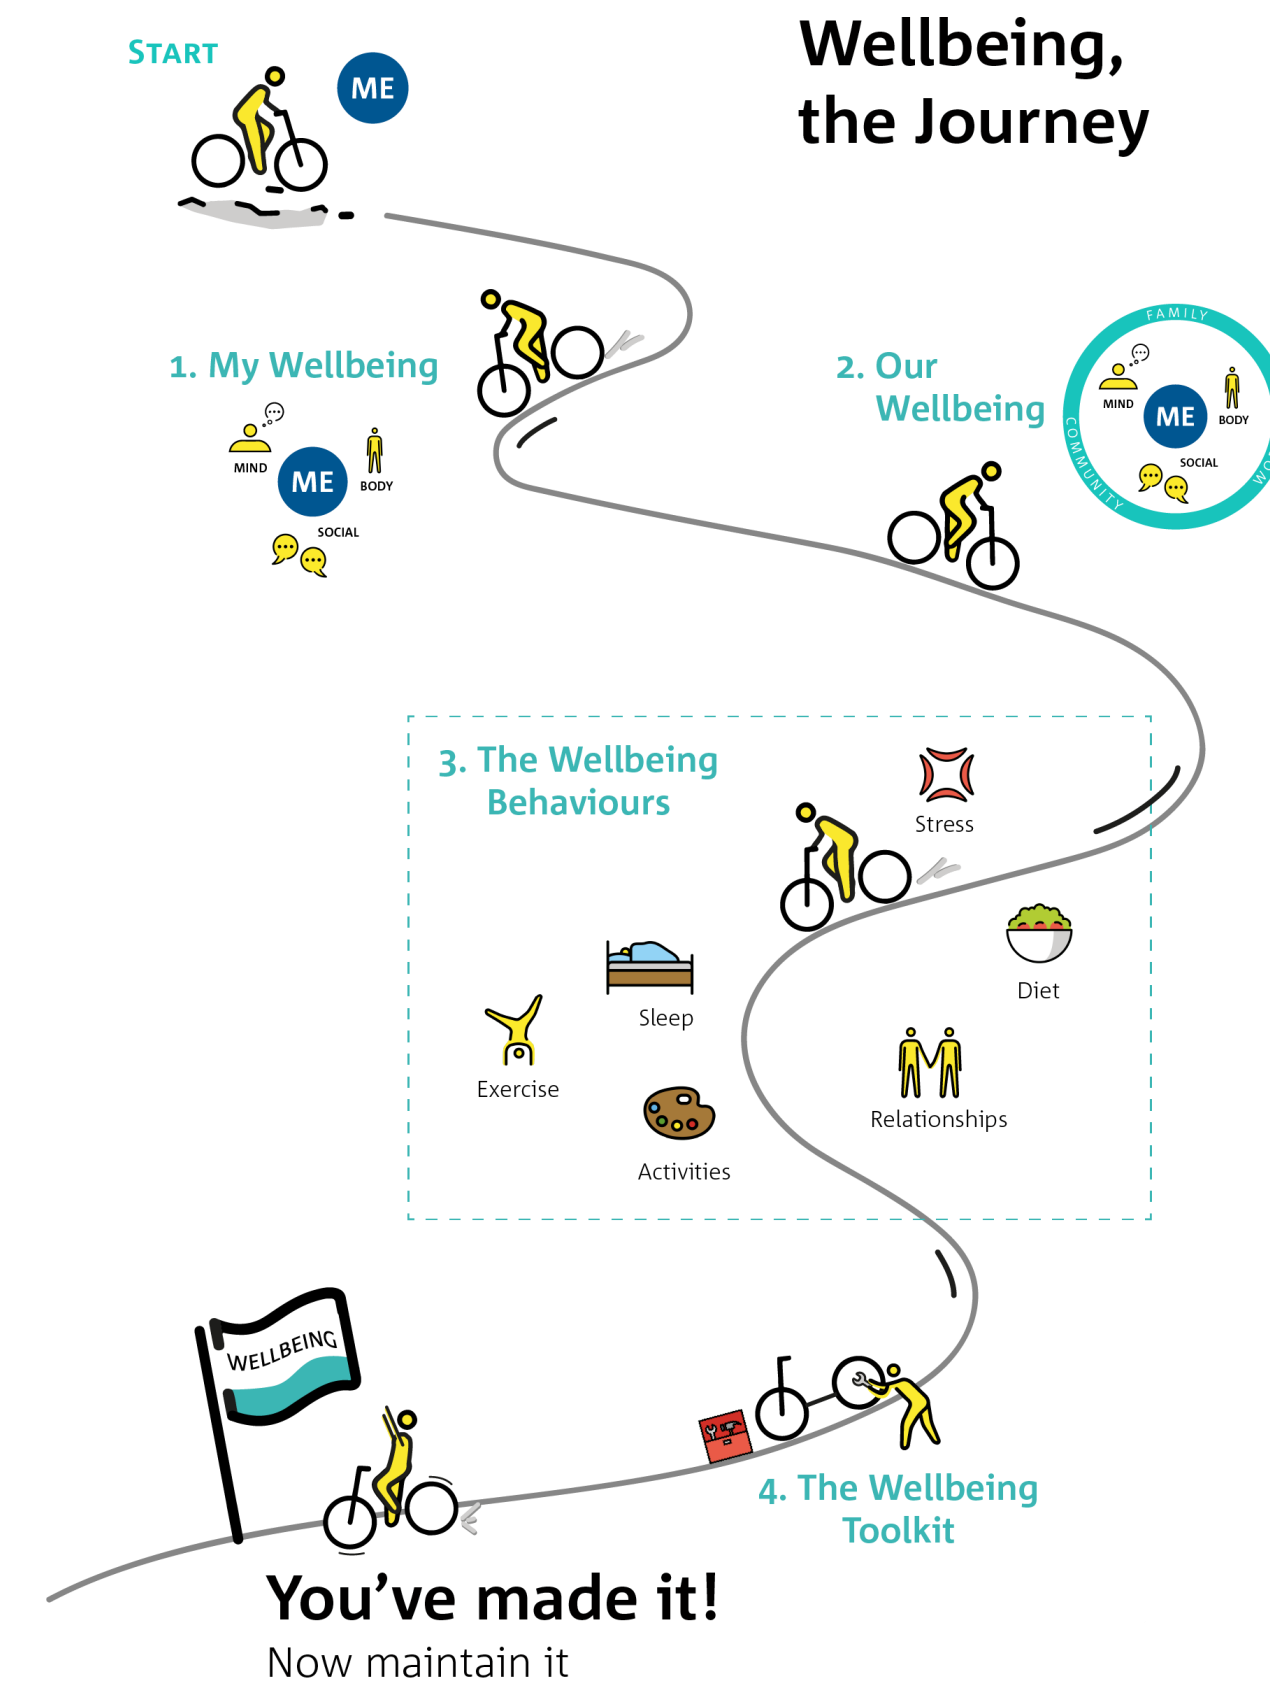 START
ME
Wellbeing,
the Journey
1. My Wellbeing
MIND
ME
BODY
SOCIAL
2. Our
Wellbeing
FAMILY
COMMUNITY
MIND
ME
BODY
SOCIAL
3. The Wellbeing
Behaviours
Stress
Diet
Sleep
Exercise
Relationships
Activities
WELLBEING
4. The Wellbeing
Toolkit
You've made it!
Now maintain it